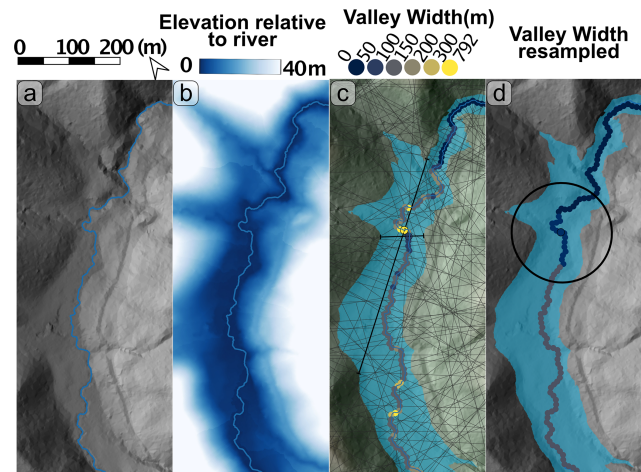 0 100 200 (m)
Elevation relative
to river
0 40m
Valley Width(m)
0 50 100 150 200 300 792
Valley Width
resampled
a
b
c
d